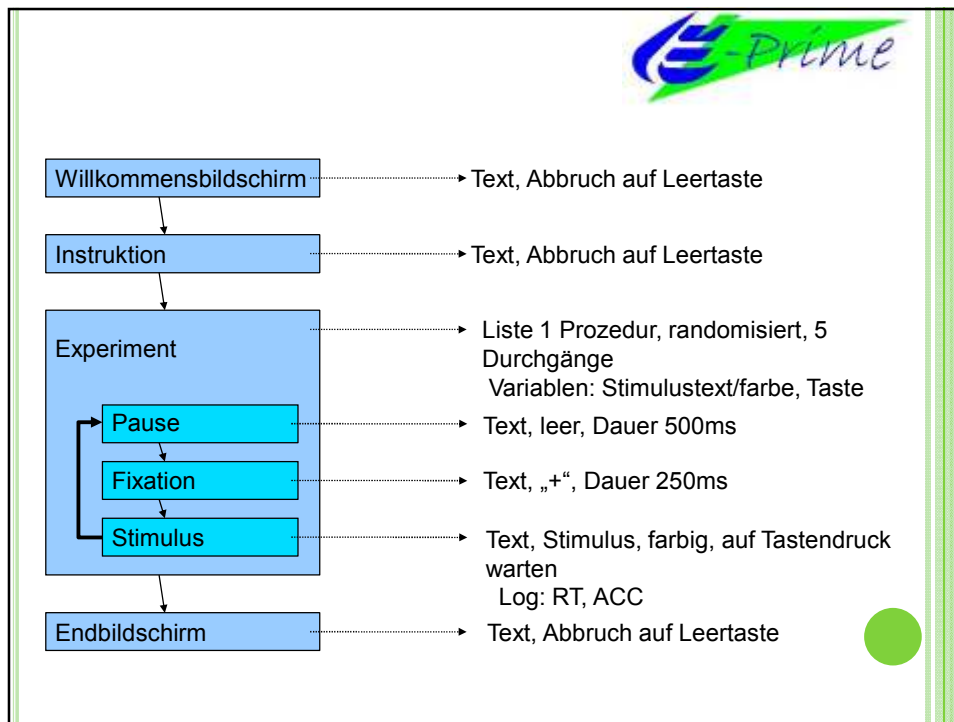 E-Prime
Willkommensbildschirm
Text, Abbruch auf Leertaste
Instruktion
Text, Abbruch auf Leertaste
Experiment
Liste 1 Prozedur, randomisiert, 5
Durchgänge
Variablen: Stimulustext/farbe, Taste
Pause
Text, leer, Dauer 500ms
Fixation
Text, „+“, Dauer 250ms
Stimulus
Text, Stimulus, farbig, auf Tastendruck
warten
Log: RT, ACC
Endbildschirm
Text, Abbruch auf Leertaste